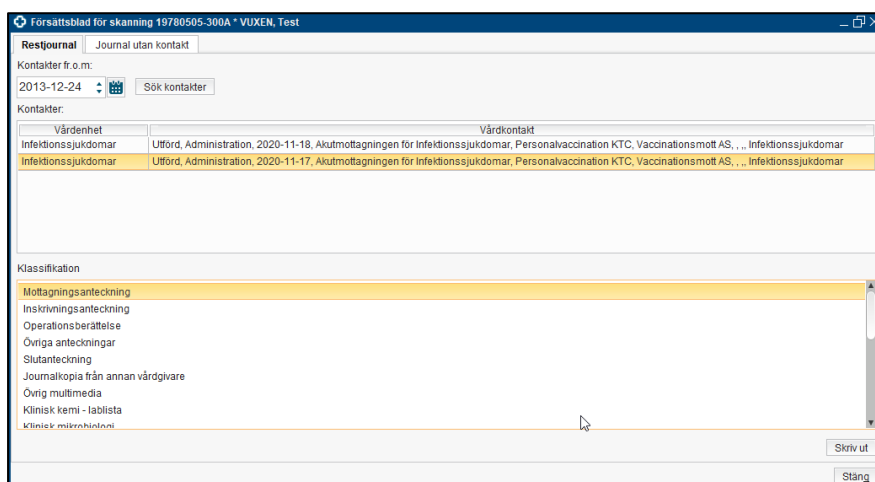 Försättsblad för skanning 19780505-300A * VUXEN, Test
Restjournal Journal utan kontakt
Kontakter fr.o.m:
2013-12-24 Sök kontakter
Kontakter:
Vårdenhet Vårdkontakt
Infektionssjukdomar Utförd, Administration, 2020-11-18, Akutmottagningen för Infektionssjukdomar, Personalvaccination KTC, Vaccinationsmott AS, , ,, Infektionssjukdomar
Infektionssjukdomar Utförd, Administration, 2020-11-17, Akutmottagningen för Infektionssjukdomar, Personalvaccination KTC, Vaccinationsmott AS, , ,, Infektionssjukdomar
Klassifikation
Mottagningsanteckning
Inskrivningsanteckning
Operationsberättelse
Övriga anteckningar
Slutanteckning
Journalkopia från annan vårdgivare
Övrig multimedia
Klinisk kemi - lablista
Klinisk mikrobiologi
Skriv ut
Stäng